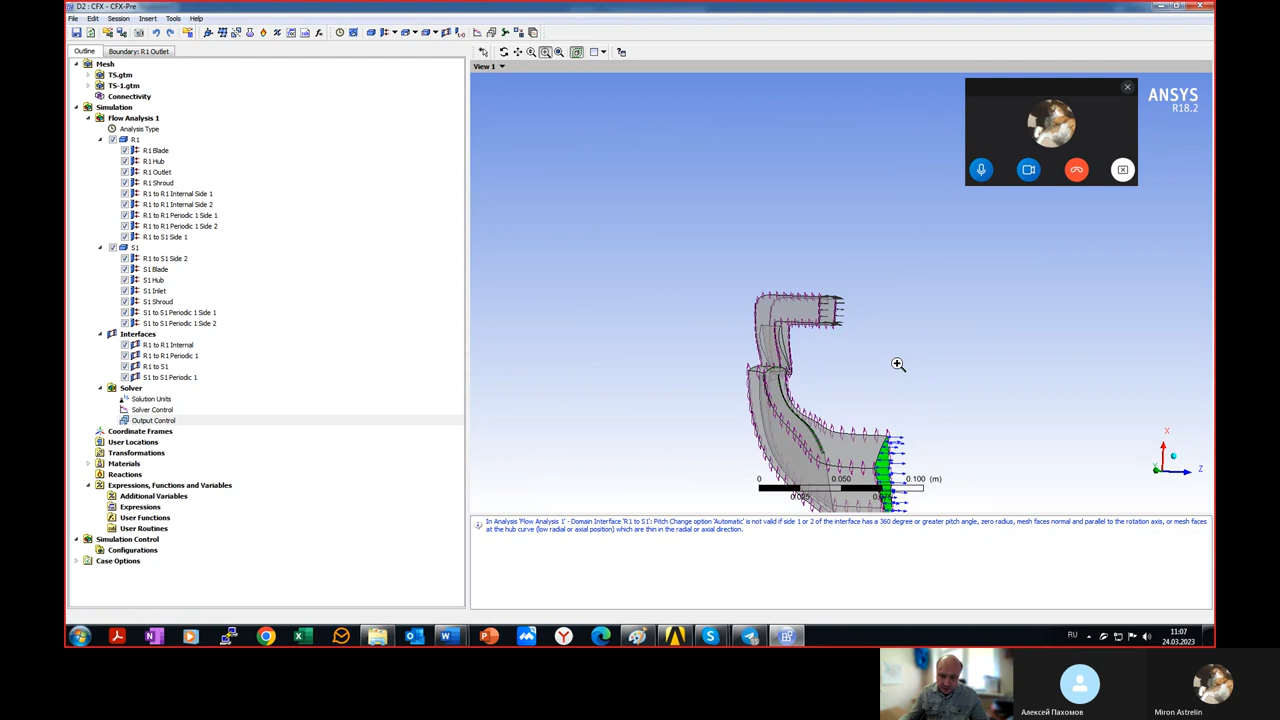 D2 : CFX - CFX-Pre
File Edit Session Insert Tools Help
Outline Boundary: R1 Outlet
View 1
Mesh
TS.gtm
TS-1.gtm
Connectivity
Simulation
Flow Analysis 1
Analysis Type
R1
R1 Blade
R1 Hub
R1 Outlet
R1 Shroud
R1 to R1 Internal Side 1
R1 to R1 Internal Side 2
R1 to R1 Periodic 1 Side 1
R1 to R1 Periodic 1 Side 2
R1 to S1 Side 1
S1
R1 to S1 Side 2
S1 Blade
S1 Hub
S1 Inlet
S1 Shroud
S1 to S1 Periodic 1 Side 1
S1 to S1 Periodic 1 Side 2
Interfaces
R1 to R1 Internal
R1 to R1 Periodic 1
R1 to S1
S1 to S1 Periodic 1
Solver
Solution Units
Solver Control
Output Control
Coordinate Frames
User Locations
Transformations
Materials
Reactions
Expressions, Functions and Variables
Additional Variables
Expressions
User Functions
User Routines
Simulation Control
Configurations
Case Options
ANSYS
R18.2
X
Y
Z
0 0.050 0.100 (m)
0.025 0.075
In Analysis 'Flow Analysis 1' - Domain Interface 'R1 to S1': Pitch Change option 'Automatic' is not valid if side 1 or 2 of the interface has a 360 degree or greater pitch angle, zero radius, mesh faces normal and parallel to the rotation axis, or mesh faces
at the hub curve (low radial or axial position) which are thin in the radial or axial direction.
RU
11:07
24.03.2023
Алексей Пахомов
Miron Astrelin